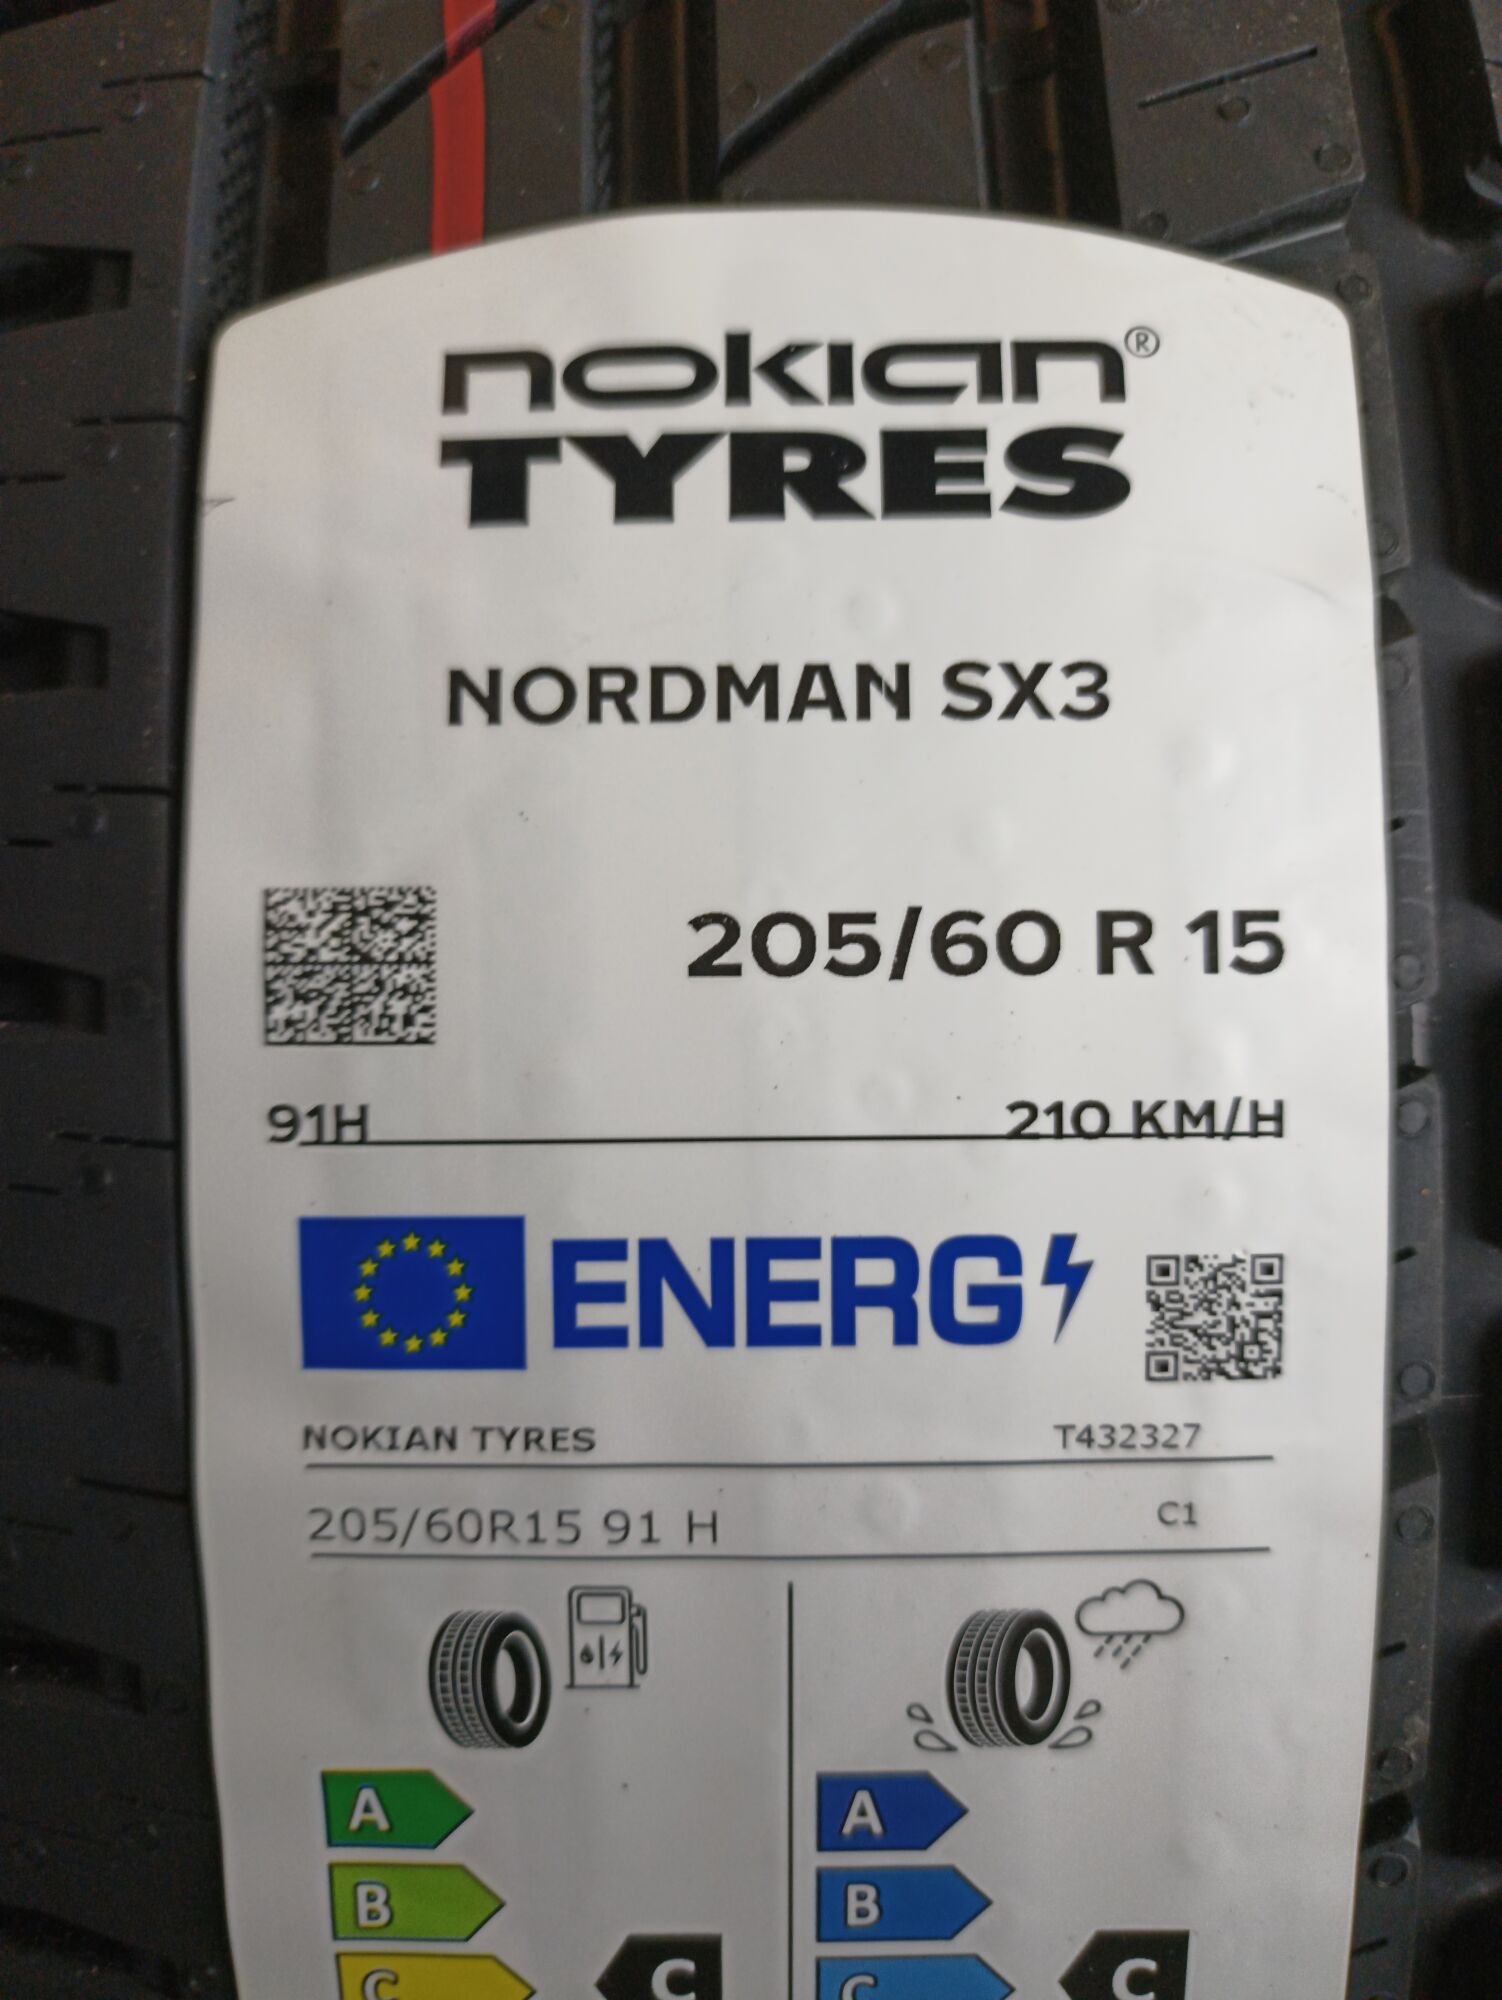 NOKIAN®
TYRES
NORDMAN SX3
205/60 R 15
91H 210 KM/H
ENERG
NOKIAN TYRES T432327
205/60R15 91 H C1
A A
B B
C C C C